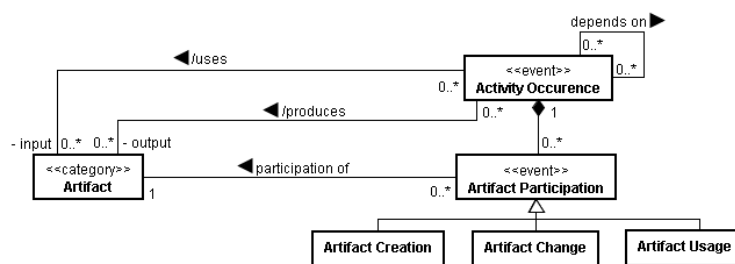 depends on ▶
0..*
◀/uses
<<event>>
Activity Occurence
0..*
0..*
◀/produces
0..*
1
- input
0..*
0..*
- output
0..*
<<category>>
Artifact
◀participation of
<<event>>
Artifact Participation
1
0..*
Artifact Creation
Artifact Change
Artifact Usage